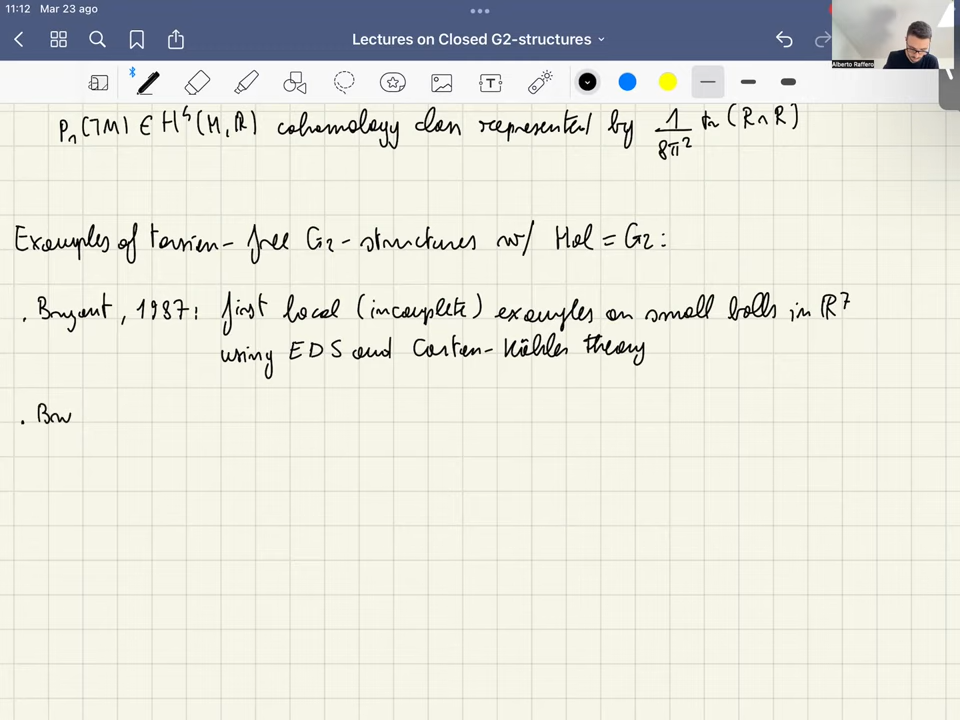 11:12 Mar 23 ago
Lectures on Closed G2-structures
Alberto Raffero
P₁(TM) ∈ H⁴(M,ℝ) cohomology class represented by 1/8π² tr(R∧R)
Examples of torsion-free G₂-structures w/ Hol = G₂:
. Bryant, 1987: first local (incomplete) examples on small balls in ℝ⁷
using EDS and Cartan-Kähler theory
. Bry